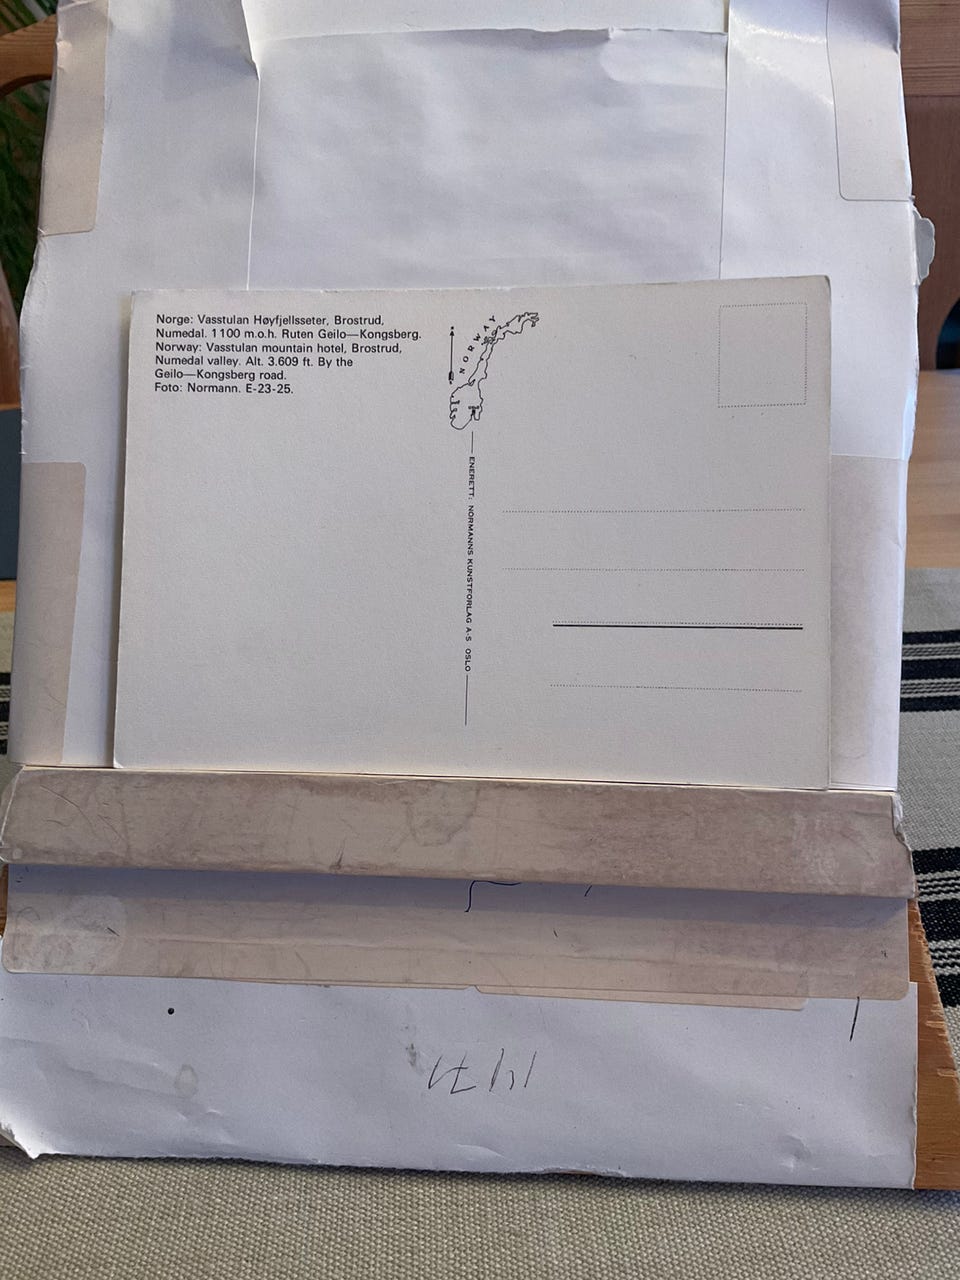 Norge: Vasstulan Høyfjellsseter, Brostrud,
Numedal. 1100 m.o.h. Ruten Geilo—Kongsberg.
Norway: Vasstulan mountain hotel, Brostrud,
Numedal valley. Alt. 3.609 ft. By the
Geilo—Kongsberg road.
Foto: Normann. E-23-25.
NORWAY
ENERETT: NORMANNS KUNSTFORLAG A-S OSLO